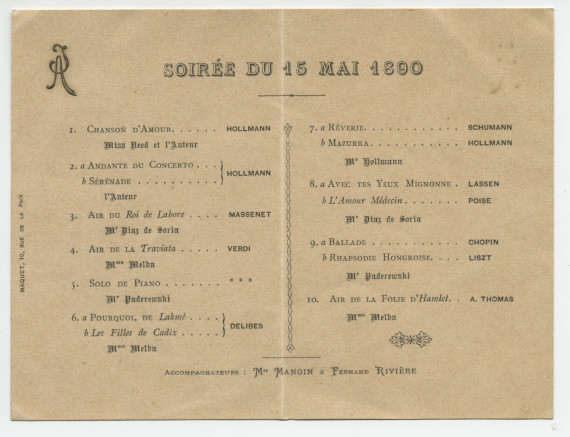 SOIRÉE DU 15 MAI 1890
1. CHANSON D'AMOUR. . . . . . HOLLMANN
Miss Reed et l'Auteur
2. a ANDANTE DU CONCERTO . . .
b SÉRÉNADE . . . . . . . . . . HOLLMANN
l'Auteur
3. AIR DU Roi de Lahore . . . . MASSENET
Mr Diaz de Soria
4. AIR DE LA Traviata . . . . . . VERDI
Mme Melba
5. SOLO DE PIANO . . . . . . . * * *
Mr Paderewski
6. a POURQUOI, DE Lakmé . . . .
b Les Filles de Cadix . . . . . DELIBES
Mme Melba
7. a RÊVERIE. . . . . . . . . . . SCHUMANN
b MAZURKA. . . . . . . . . . HOLLMANN
Mr Hollmann
8. a AVEC TES YEUX MIGNONNE . LASSEN
b L'Amour Médecin. . . . . . . POISE
Mr Diaz de Soria
9. a BALLADE . . . . . . . . . . . CHOPIN
b RHAPSODIE HONGROISE. . . . LISZT
Mr Paderewski
10. AIR DE LA FOLIE D'Hamlet. . A. THOMAS
Mme Melba
ACCOMPAGNATEURS : Mrs MANGIN & FERNAND RIVIÈRE
MAQUET, 10, RUE DE LA PAIX